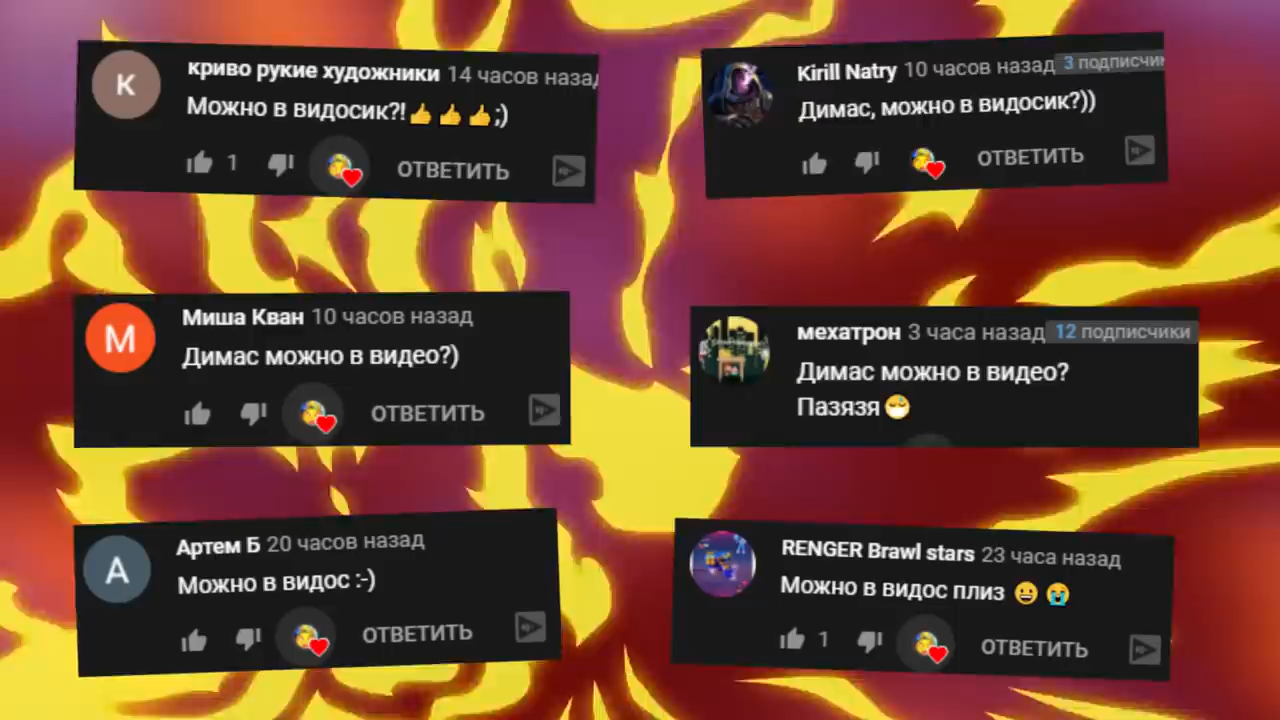 К
криво рукие художники 14 часов назад
Можно в видосик?!👍👍👍;)
1
ОТВЕТИТЬ
Kirill Natry 10 часов назад 3 подписчик
Димас, можно в видосик?))
ОТВЕТИТЬ
М
Миша Кван 10 часов назад
Димас можно в видео?)
ОТВЕТИТЬ
мехатрон 3 часа назад 12 подписчики
Димас можно в видео?
Пазязя😷
А
Артем Б 20 часов назад
Можно в видос :-)
ОТВЕТИТЬ
RENGER Brawl stars 23 часа назад
Можно в видос плиз 😀 😭
1
ОТВЕТИТЬ